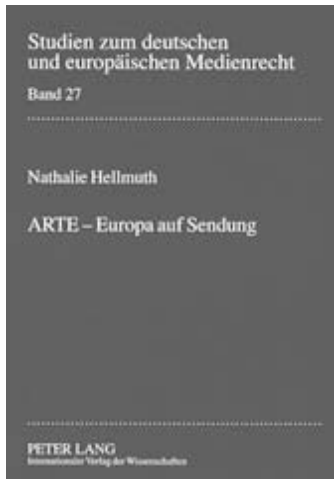 Studien zum deutschen
und europäischen Medienrecht
Band 27
Nathalie Hellmuth
ARTE – Europa auf Sendung
PETER LANG
Internationaler Verlag der Wissenschaften